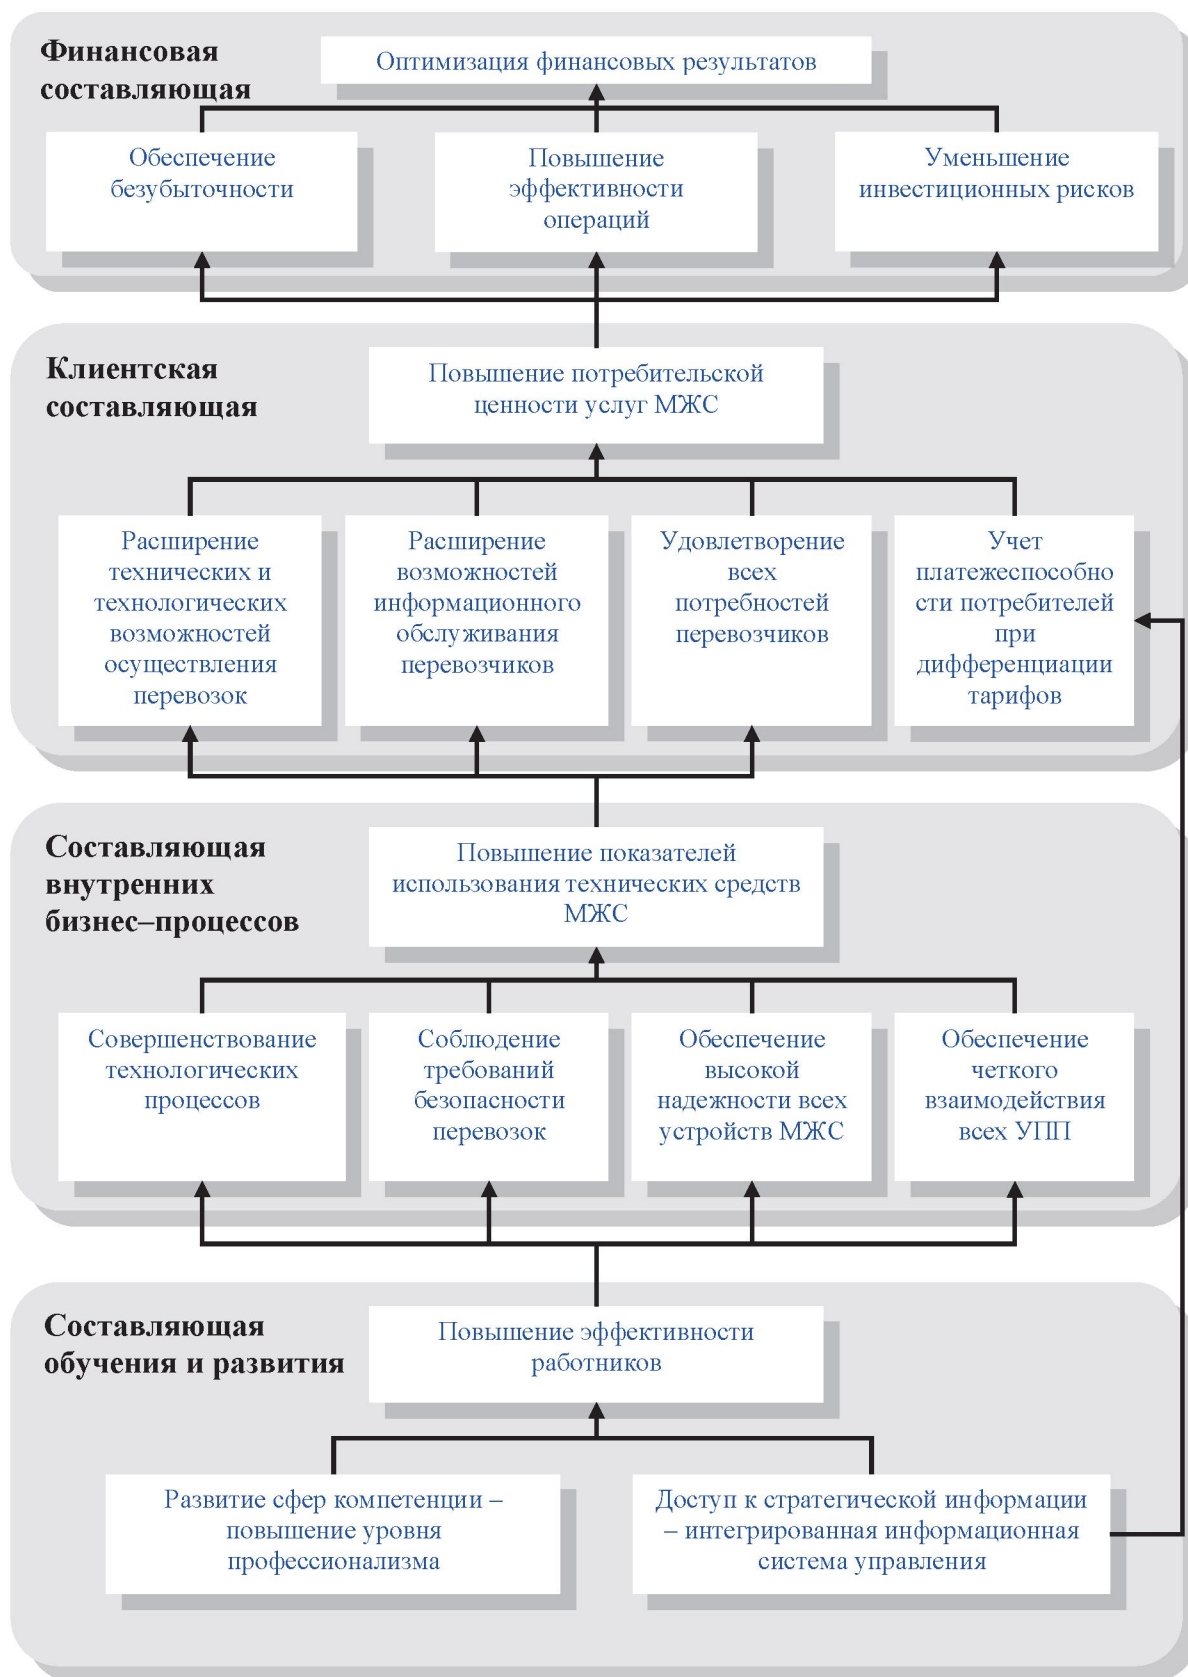 Финансовая
составляющая
Оптимизация финансовых результатов
Обеспечение
безубыточности
Повышение
эффективности
операций
Уменьшение
инвестиционных рисков
Клиентская
составляющая
Повышение потребительской
ценности услуг МЖС
Расширение
технических и
технологических
возможностей
осуществления
перевозок
Расширение
возможностей
информационного
обслуживания
перевозчиков
Удовлетворение
всех
потребностей
перевозчиков
Учет
платежеспособно
сти потребителей
при
дифференциации
тарифов
Составляющая
внутренних
бизнес–процессов
Повышение показателей
использования технических средств
МЖС
Совершенствование
технологических
процессов
Соблюдение
требований
безопасности
перевозок
Обеспечение
высокой
надежности всех
устройств МЖС
Обеспечение
четкого
взаимодействия
всех УПП
Составляющая
обучения и развития
Повышение эффективности
работников
Развитие сфер компетенции –
повышение уровня
профессионализма
Доступ к стратегической информации
– интегрированная информационная
система управления